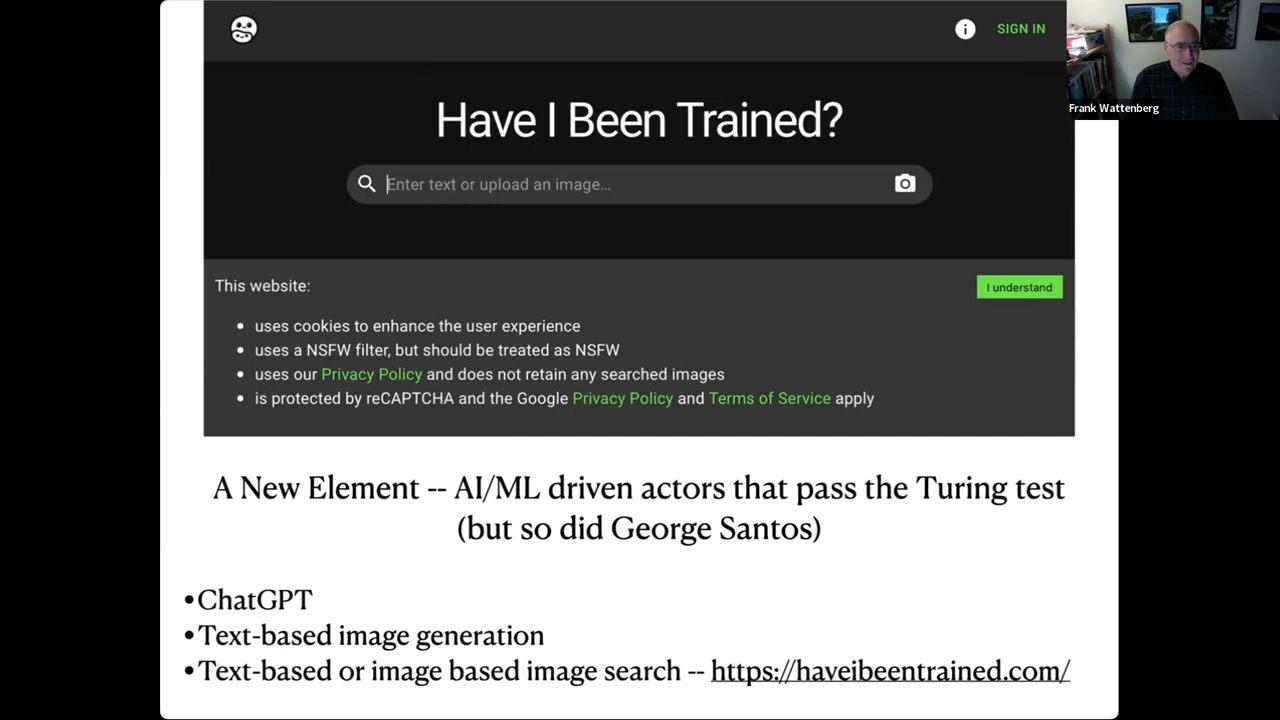 SIGN IN
Frank Wattenberg
Have I Been Trained?
Enter text or upload an image...
This website:
I understand
• uses cookies to enhance the user experience
• uses a NSFW filter, but should be treated as NSFW
• uses our Privacy Policy and does not retain any searched images
• is protected by reCAPTCHA and the Google Privacy Policy and Terms of Service apply
A New Element -- AI/ML driven actors that pass the Turing test
(but so did George Santos)
•ChatGPT
•Text-based image generation
•Text-based or image based image search -- https://haveibeentrained.com/